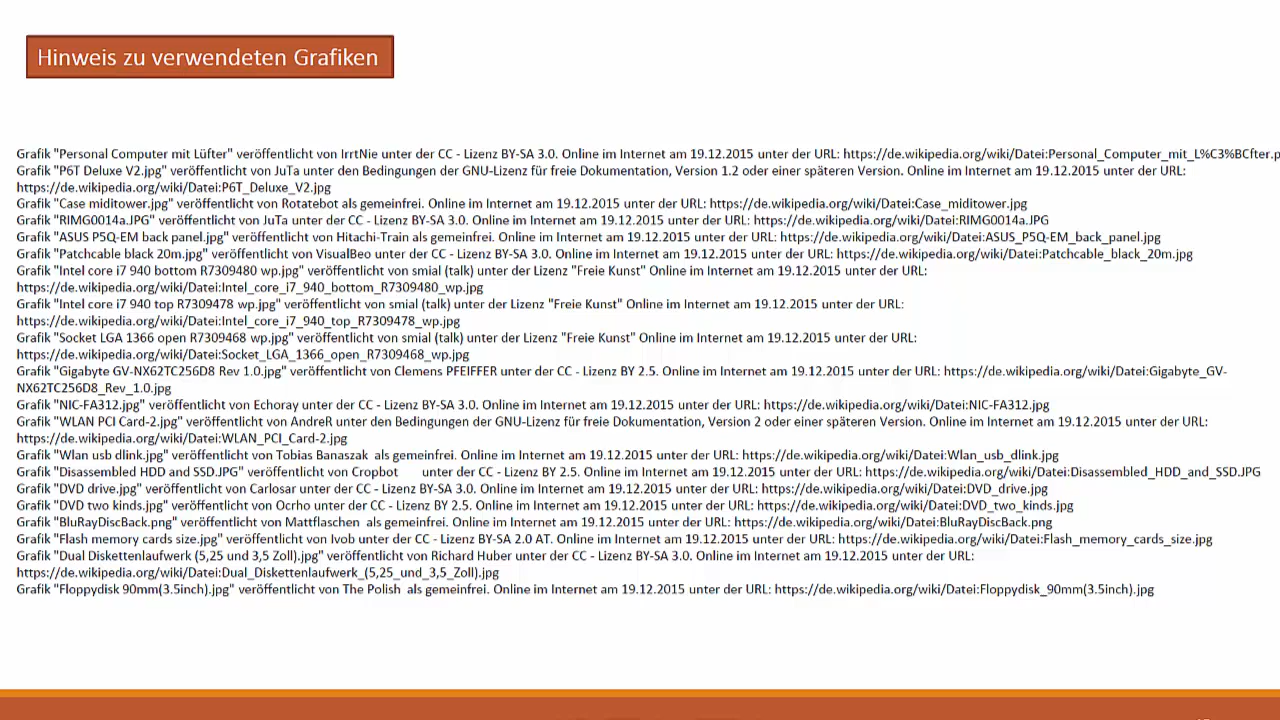 Hinweis zu verwendeten Grafiken
Grafik "Personal Computer mit Lüfter" veröffentlicht von IrrtNie unter der CC - Lizenz BY-SA 3.0. Online im Internet am 19.12.2015 unter der URL: https://de.wikipedia.org/wiki/Datei:Personal_Computer_mit_L%C3%BCfter.p
Grafik "P6T Deluxe V2.jpg" veröffentlicht von JuTa unter den Bedingungen der GNU-Lizenz für freie Dokumentation, Version 1.2 oder einer späteren Version. Online im Internet am 19.12.2015 unter der URL:
https://de.wikipedia.org/wiki/Datei:P6T_Deluxe_V2.jpg
Grafik "Case miditower.jpg" veröffentlicht von Rotatebot als gemeinfrei. Online im Internet am 19.12.2015 unter der URL: https://de.wikipedia.org/wiki/Datei:Case_miditower.jpg
Grafik "RIMG0014a.JPG" veröffentlicht von JuTa unter der CC - Lizenz BY-SA 3.0. Online im Internet am 19.12.2015 unter der URL: https://de.wikipedia.org/wiki/Datei:RIMG0014a.JPG
Grafik "ASUS P5Q-EM back panel.jpg" veröffentlicht von Hitachi-Train als gemeinfrei. Online im Internet am 19.12.2015 unter der URL: https://de.wikipedia.org/wiki/Datei:ASUS_P5Q-EM_back_panel.jpg
Grafik "Patchcable black 20m.jpg" veröffentlicht von VisualBeo unter der CC - Lizenz BY-SA 3.0. Online im Internet am 19.12.2015 unter der URL: https://de.wikipedia.org/wiki/Datei:Patchcable_black_20m.jpg
Grafik "Intel core i7 940 bottom R7309480 wp.jpg" veröffentlicht von smial (talk) unter der Lizenz "Freie Kunst" Online im Internet am 19.12.2015 unter der URL:
https://de.wikipedia.org/wiki/Datei:Intel_core_i7_940_bottom_R7309480_wp.jpg
Grafik "Intel core i7 940 top R7309478 wp.jpg" veröffentlicht von smial (talk) unter der Lizenz "Freie Kunst" Online im Internet am 19.12.2015 unter der URL:
https://de.wikipedia.org/wiki/Datei:Intel_core_i7_940_top_R7309478_wp.jpg
Grafik "Socket LGA 1366 open R7309468 wp.jpg" veröffentlicht von smial (talk) unter der Lizenz "Freie Kunst" Online im Internet am 19.12.2015 unter der URL:
https://de.wikipedia.org/wiki/Datei:Socket_LGA_1366_open_R7309468_wp.jpg
Grafik "Gigabyte GV-NX62TC256D8 Rev 1.0.jpg" veröffentlicht von Clemens PFEIFFER unter der CC - Lizenz BY 2.5. Online im Internet am 19.12.2015 unter der URL: https://de.wikipedia.org/wiki/Datei:Gigabyte_GV-
NX62TC256D8_Rev_1.0.jpg
Grafik "NIC-FA312.jpg" veröffentlicht von Echoray unter der CC - Lizenz BY-SA 3.0. Online im Internet am 19.12.2015 unter der URL: https://de.wikipedia.org/wiki/Datei:NIC-FA312.jpg
Grafik "WLAN PCI Card-2.jpg" veröffentlicht von AndreR unter den Bedingungen der GNU-Lizenz für freie Dokumentation, Version 2 oder einer späteren Version. Online im Internet am 19.12.2015 unter der URL:
https://de.wikipedia.org/wiki/Datei:WLAN_PCI_Card-2.jpg
Grafik "Wlan usb dlink.jpg" veröffentlicht von Tobias Banaszak als gemeinfrei. Online im Internet am 19.12.2015 unter der URL: https://de.wikipedia.org/wiki/Datei:Wlan_usb_dlink.jpg
Grafik "Disassembled HDD and SSD.JPG" veröffentlicht von Cropbot unter der CC - Lizenz BY 2.5. Online im Internet am 19.12.2015 unter der URL: https://de.wikipedia.org/wiki/Datei:Disassembled_HDD_and_SSD.JPG
Grafik "DVD drive.jpg" veröffentlicht von Carlosar unter der CC - Lizenz BY-SA 3.0. Online im Internet am 19.12.2015 unter der URL: https://de.wikipedia.org/wiki/Datei:DVD_drive.jpg
Grafik "DVD two kinds.jpg" veröffentlicht von Ocrho unter der CC - Lizenz BY 2.5. Online im Internet am 19.12.2015 unter der URL: https://de.wikipedia.org/wiki/Datei:DVD_two_kinds.jpg
Grafik "BluRayDiscBack.png" veröffentlicht von Mattflaschen als gemeinfrei. Online im Internet am 19.12.2015 unter der URL: https://de.wikipedia.org/wiki/Datei:BluRayDiscBack.png
Grafik "Flash memory cards size.jpg" veröffentlicht von Ivob unter der CC - Lizenz BY-SA 2.0 AT. Online im Internet am 19.12.2015 unter der URL: https://de.wikipedia.org/wiki/Datei:Flash_memory_cards_size.jpg
Grafik "Dual Diskettenlaufwerk (5,25 und 3,5 Zoll).jpg" veröffentlicht von Richard Huber unter der CC - Lizenz BY-SA 3.0. Online im Internet am 19.12.2015 unter der URL:
https://de.wikipedia.org/wiki/Datei:Dual_Diskettenlaufwerk_(5,25_und_3,5_Zoll).jpg
Grafik "Floppydisk 90mm(3.5inch).jpg" veröffentlicht von The Polish als gemeinfrei. Online im Internet am 19.12.2015 unter der URL: https://de.wikipedia.org/wiki/Datei:Floppydisk_90mm(3.5inch).jpg